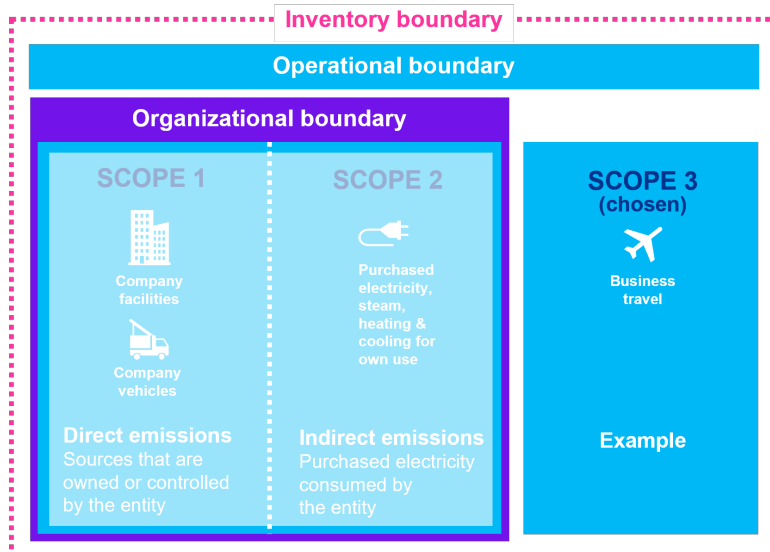 Inventory boundary
Operational boundary
Organizational boundary
SCOPE 1
Company
facilities
Company
vehicles
Direct emissions
Sources that are
owned or controlled
by the entity
SCOPE 2
Purchased
electricity,
steam,
heating &
cooling for
own use
Indirect emissions
Purchased electricity
consumed by
the entity
SCOPE 3
(chosen)
Business
travel
Example